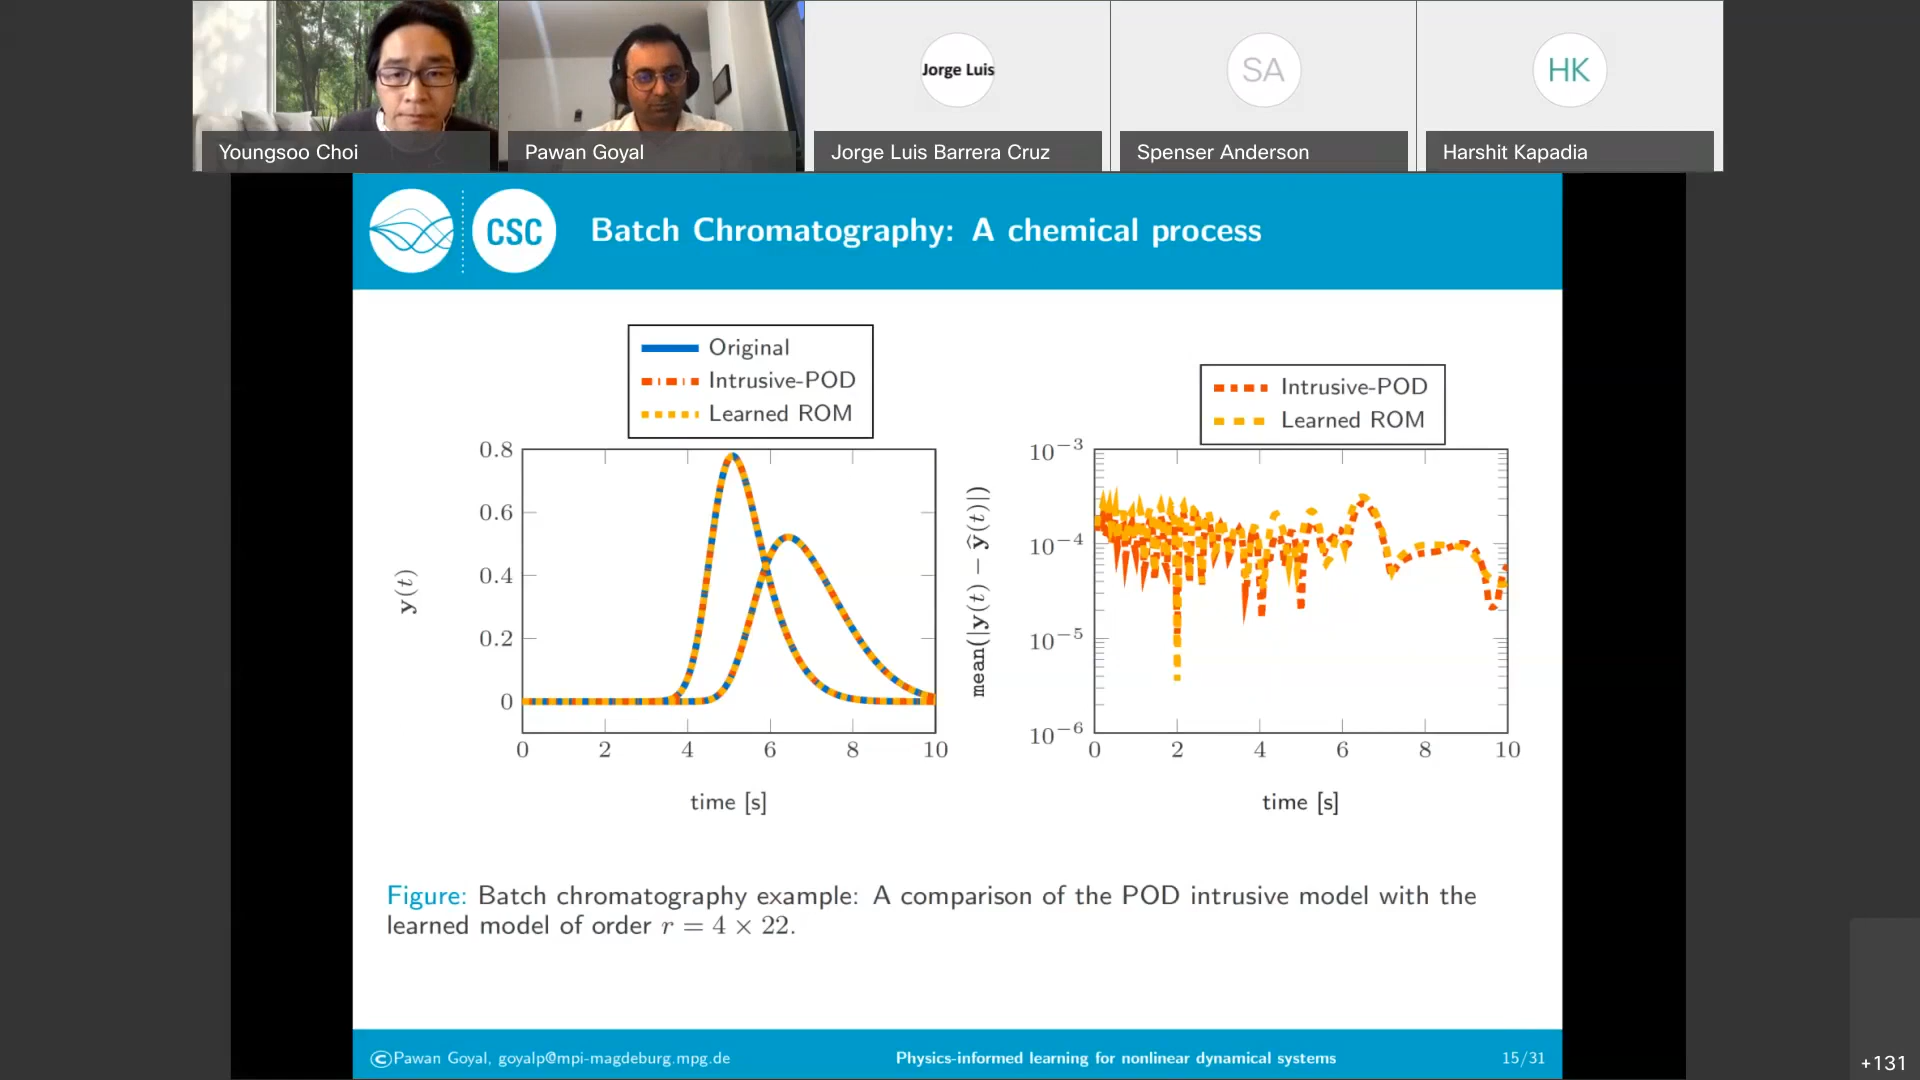 Youngsoo Choi
Pawan Goyal
Jorge Luis
Jorge Luis Barrera Cruz
SA
Spenser Anderson
HK
Harshit Kapadia
CSC
Batch Chromatography: A chemical process
Original
Intrusive-POD
Learned ROM
0.8
0.6
0.4
0.2
0
y(t)
0 2 4 6 8 10
time [s]
Intrusive-POD
Learned ROM
10⁻³
10⁻⁴
10⁻⁵
10⁻⁶
mean(|y(t) − ŷ(t)|)
0 2 4 6 8 10
time [s]
Figure: Batch chromatography example: A comparison of the POD intrusive model with the
learned model of order r = 4 × 22.
©Pawan Goyal, goyalp@mpi-magdeburg.mpg.de
Physics-informed learning for nonlinear dynamical systems
15/31
+131